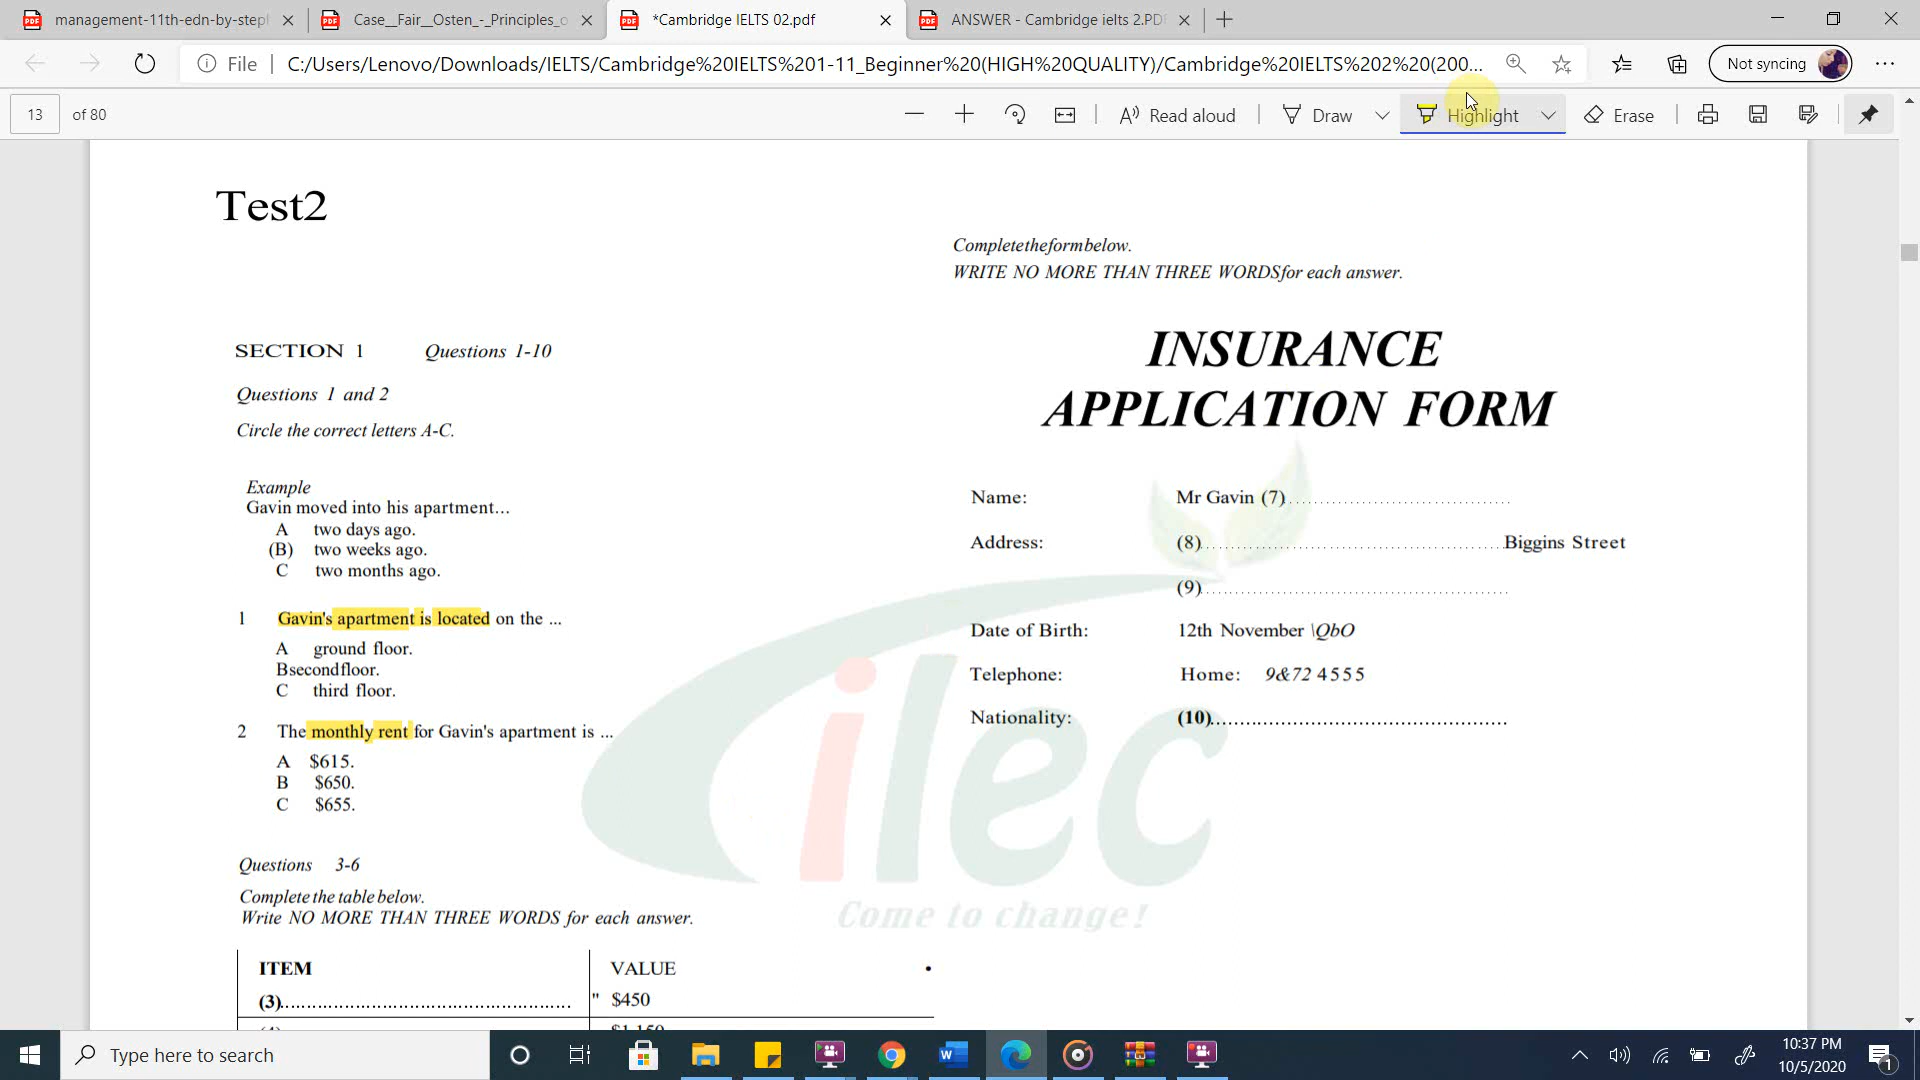 management-11th-edn-by-step
Case__Fair__Osten_-_Principles_o
*Cambridge IELTS 02.pdf
ANSWER - Cambridge ielts 2.PD
File
C:/Users/Lenovo/Downloads/IELTS/Cambridge%20IELTS%201-11_Beginner%20(HIGH%20QUALITY)/Cambridge%20IELTS%202%20(200...
Not syncing
13 of 80
Read aloud
Draw
Highlight
Erase
Test2
SECTION 1 Questions 1-10
Questions 1 and 2
Circle the correct letters A-C.
Example
Gavin moved into his apartment...
A two days ago.
(B) two weeks ago.
C two months ago.
1 Gavin's apartment is located on the ...
A ground floor.
Bsecondfloor.
C third floor.
2 The monthly rent for Gavin's apartment is ...
A $615.
B $650.
C $655.
Questions 3-6
Complete the table below.
Write NO MORE THAN THREE WORDS for each answer.
ITEM VALUE •
(3)............................................. " $450
Completetheformbelow.
WRITE NO MORE THAN THREE WORDSfor each answer.
INSURANCE
APPLICATION FORM
Name: Mr Gavin (7)......................................
Address: (8)..................................................Biggins Street
(9)....................................................
Date of Birth: 12th November \QbO
Telephone: Home: 9&72 4555
Nationality: (10)..............................................
ilec
Come to change!
Type here to search
10:37 PM
10/5/2020
1